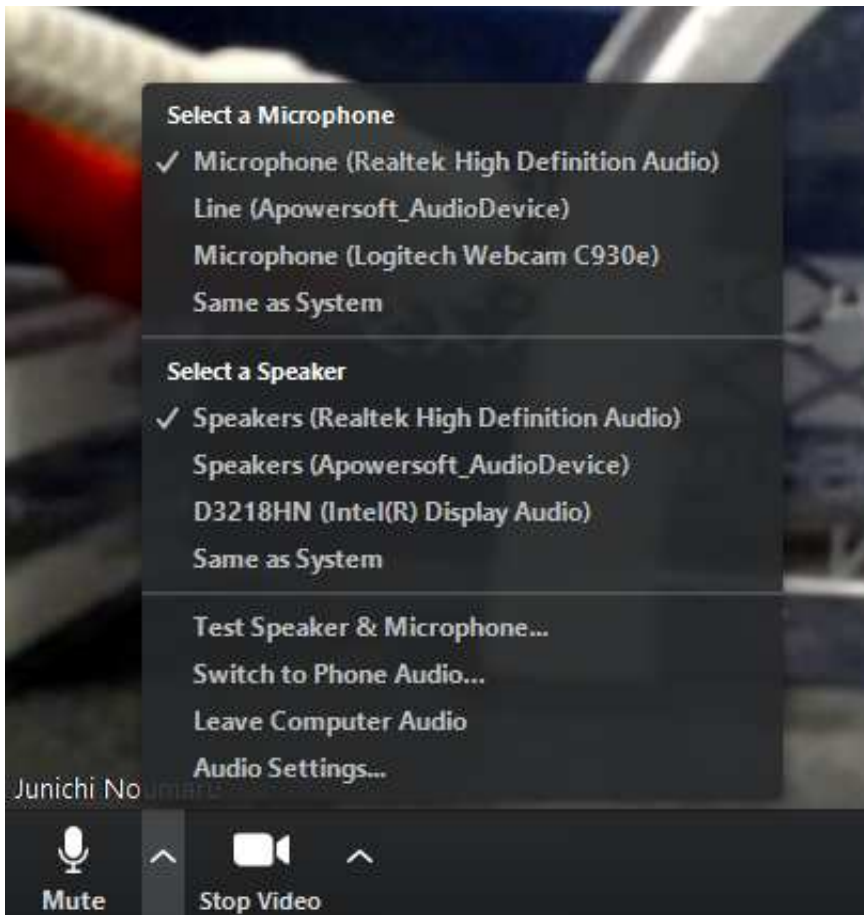 Select a Microphone
✓ Microphone (Realtek High Definition Audio)
Line (Apowersoft_AudioDevice)
Microphone (Logitech Webcam C930e)
Same as System
Select a Speaker
✓ Speakers (Realtek High Definition Audio)
Speakers (Apowersoft_AudioDevice)
D3218HN (Intel(R) Display Audio)
Same as System
Test Speaker & Microphone...
Switch to Phone Audio...
Leave Computer Audio
Audio Settings...
Junichi Noumaru
Mute Stop Video